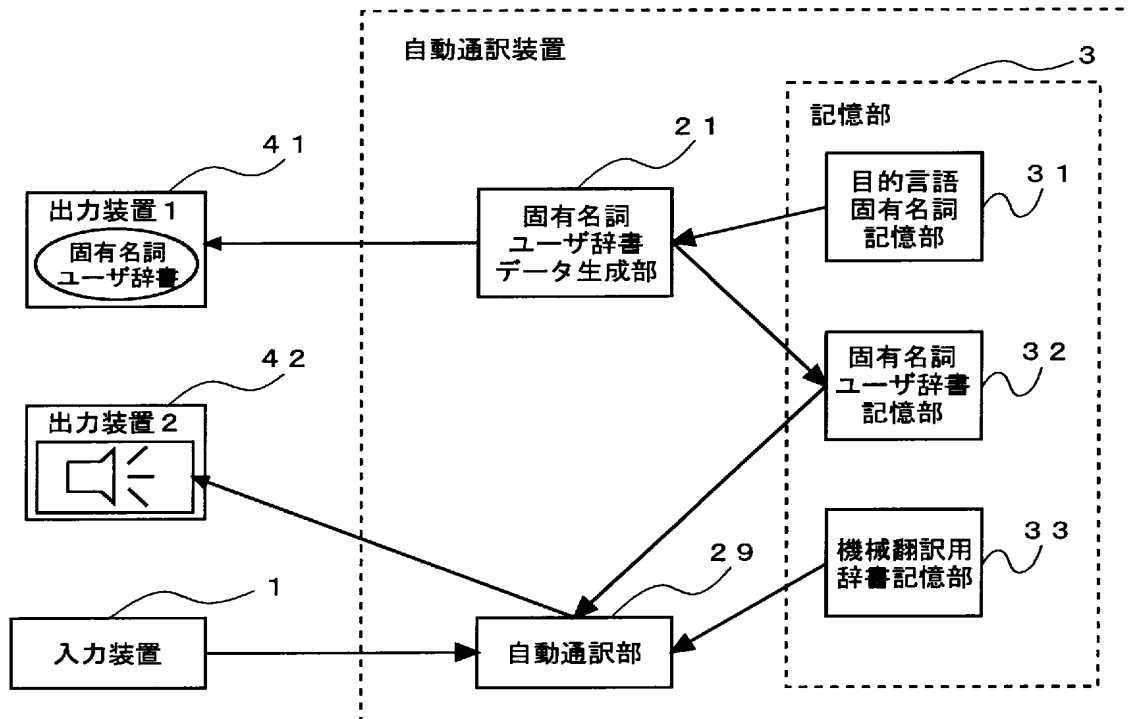 自動通訳装置
３
記憶部
４１
２１
３１
出力装置１
固有名詞
ユーザ辞書
固有名詞
ユーザ辞書
データ生成部
目的言語
固有名詞
記憶部
４２
３２
出力装置２
固有名詞
ユーザ辞書
記憶部
２９
３３
機械翻訳用
辞書記憶部
１
入力装置
自動通訳部